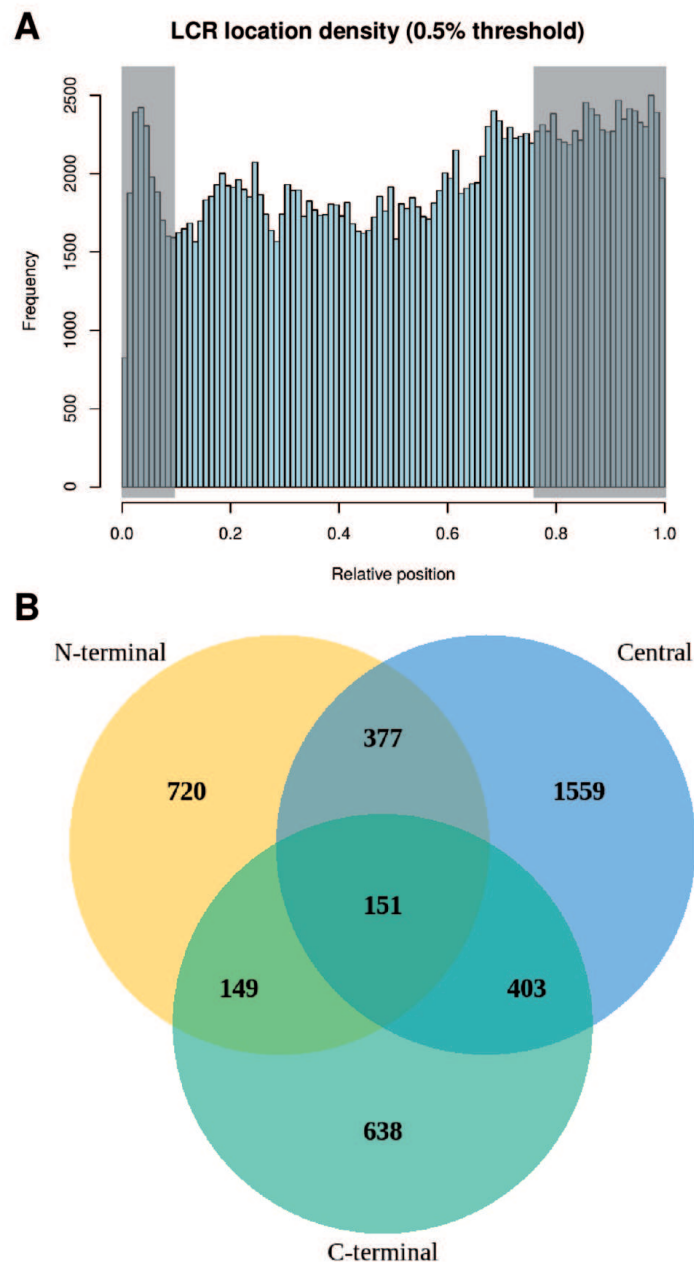 A
LCR location density (0.5% threshold)
Frequency
2500
2000
1500
1000
500
0
0.0 0.2 0.4 0.6 0.8 1.0
Relative position
B
N-terminal Central
377
720 1559
151
149 403
638
C-terminal